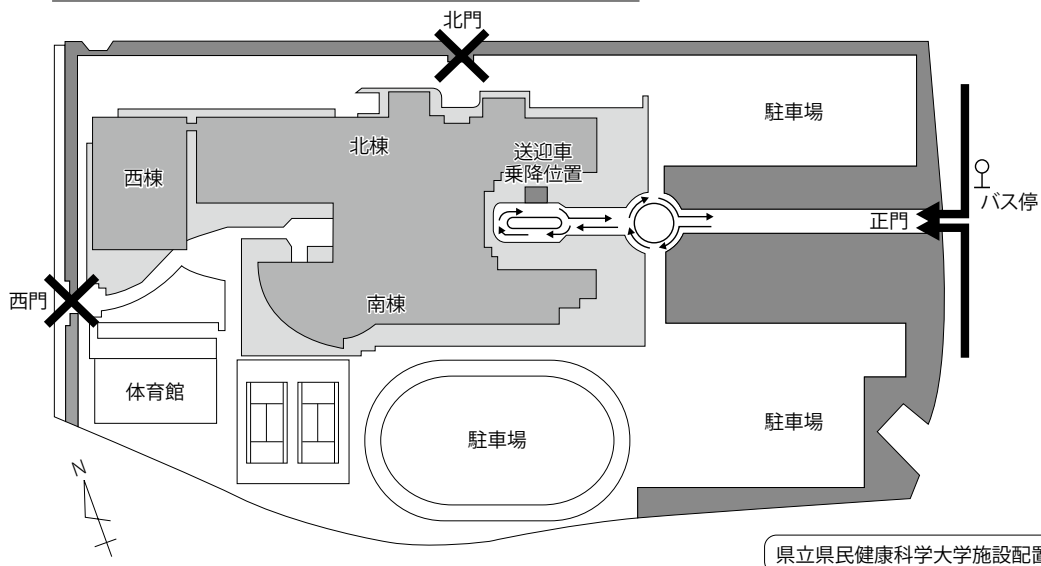 北門
駐車場
北棟
送迎車
乗降位置
西棟
バス停
正門
西門
南棟
体育館
駐車場
駐車場
N
県立県民健康科学大学施設配置